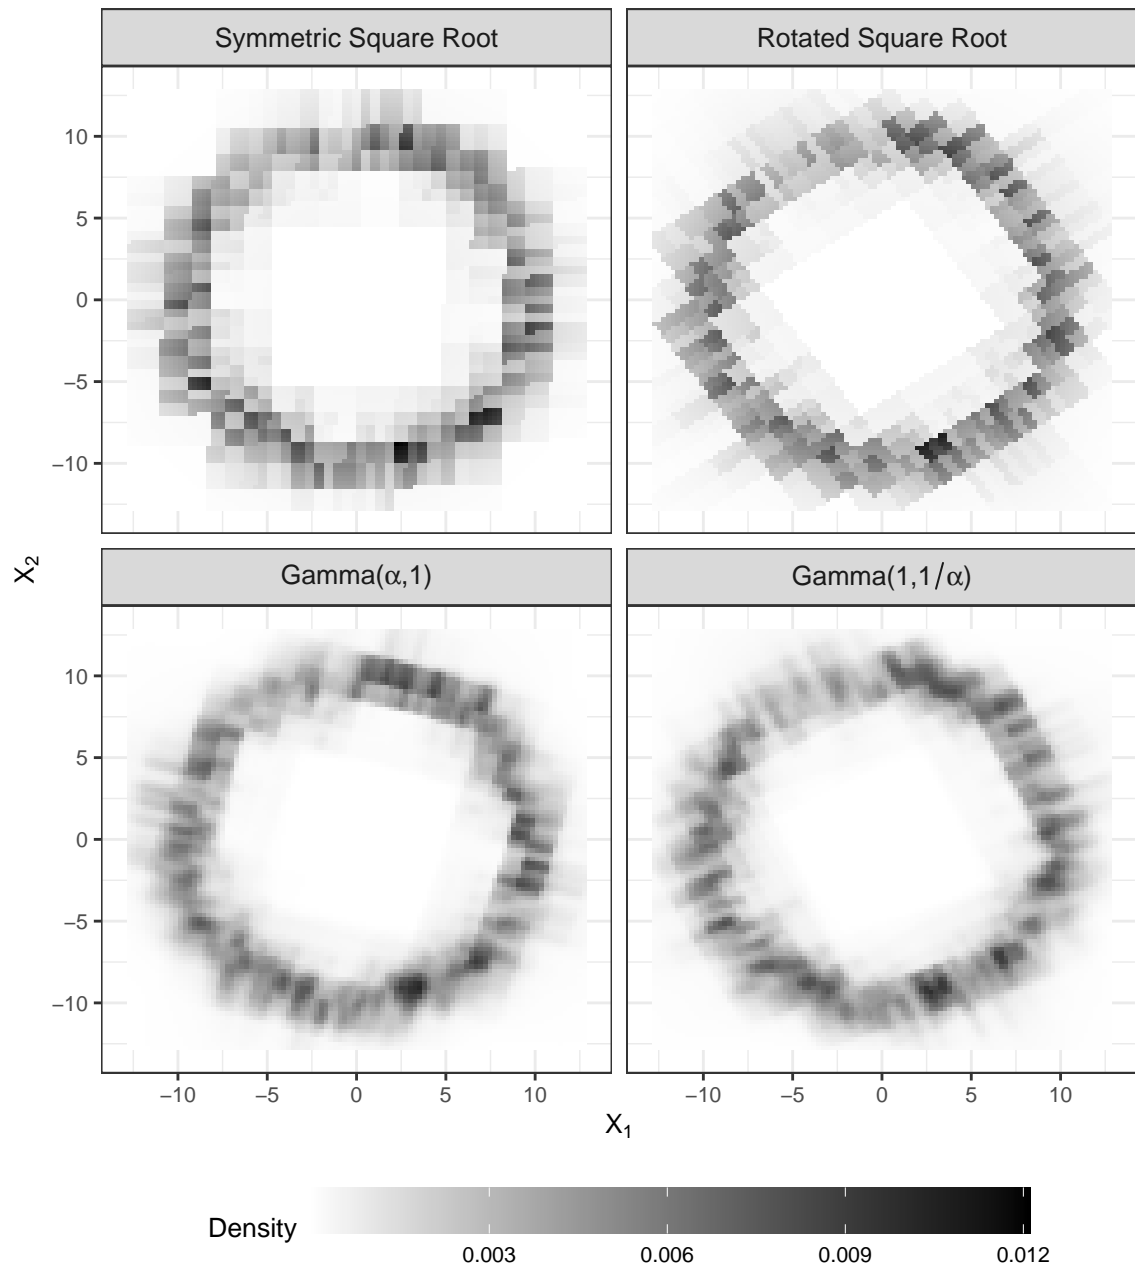 Symmetric Square Root
Rotated Square Root
10
5
0
−5
−10
X₂
Gamma(α,1)
Gamma(1,1/α)
10
5
0
−5
−10
−10 −5 0 5 10
−10 −5 0 5 10
X₁
Density
0.003 0.006 0.009 0.012